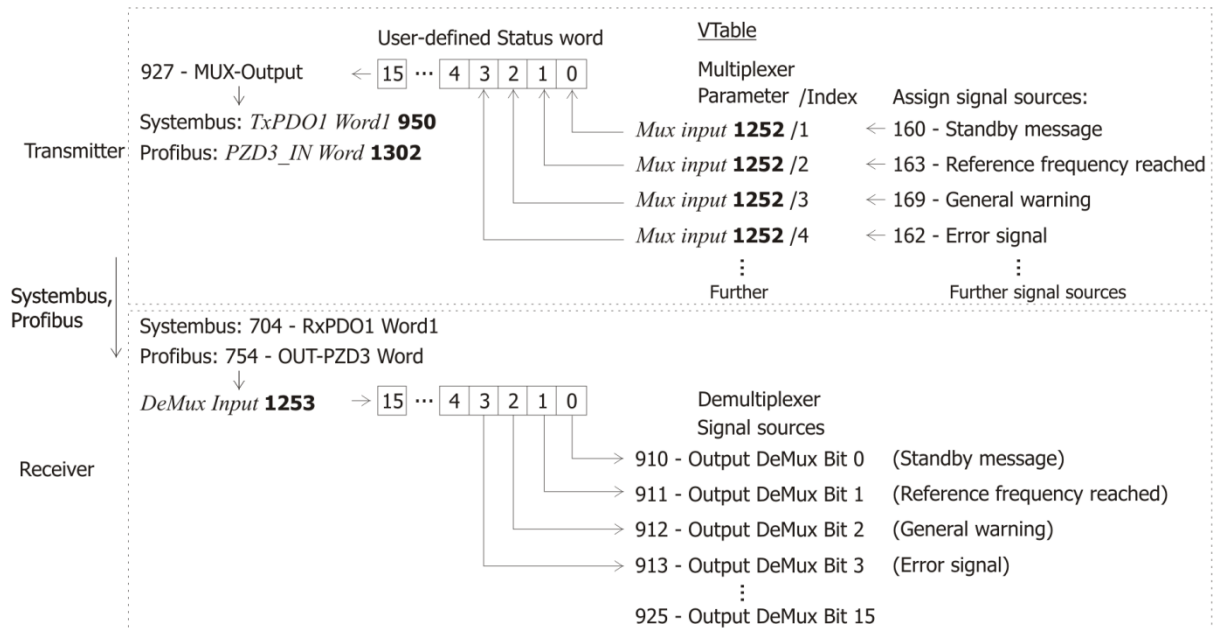 User-defined Status word
VTable
927 - MUX-Output ← 15 ··· 4 3 2 1 0
Multiplexer
Parameter /Index
Assign signal sources:
Systembus: TxPDO1 Word1 950
Profibus: PZD3_IN Word 1302
Transmitter
Mux input 1252 /1 ← 160 - Standby message
Mux input 1252 /2 ← 163 - Reference frequency reached
Mux input 1252 /3 ← 169 - General warning
Mux input 1252 /4 ← 162 - Error signal
Further
Further signal sources
Systembus,
Profibus
Systembus: 704 - RxPDO1 Word1
Profibus: 754 - OUT-PZD3 Word
DeMux Input 1253 → 15 ··· 4 3 2 1 0
Demultiplexer
Signal sources
Receiver
910 - Output DeMux Bit 0 (Standby message)
911 - Output DeMux Bit 1 (Reference frequency reached)
912 - Output DeMux Bit 2 (General warning)
913 - Output DeMux Bit 3 (Error signal)
925 - Output DeMux Bit 15